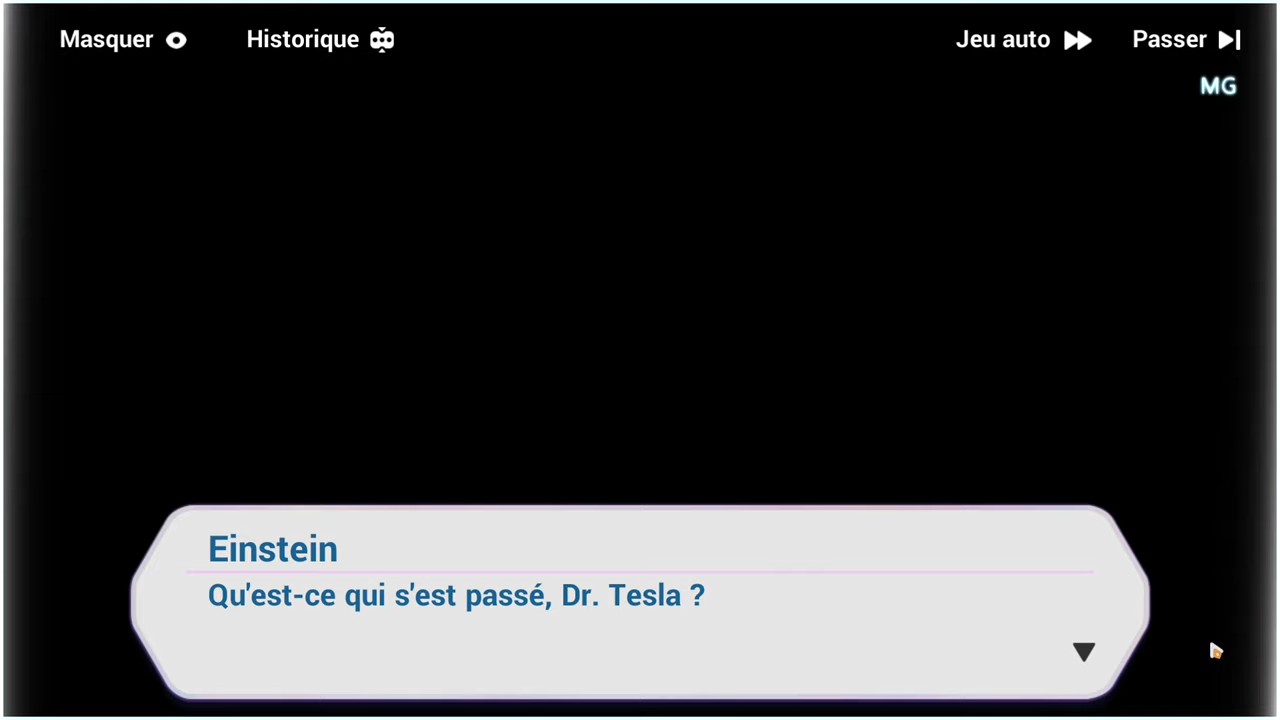 Masquer
Historique
Jeu auto
Passer
MG
Einstein
Qu'est-ce qui s'est passé, Dr. Tesla ?